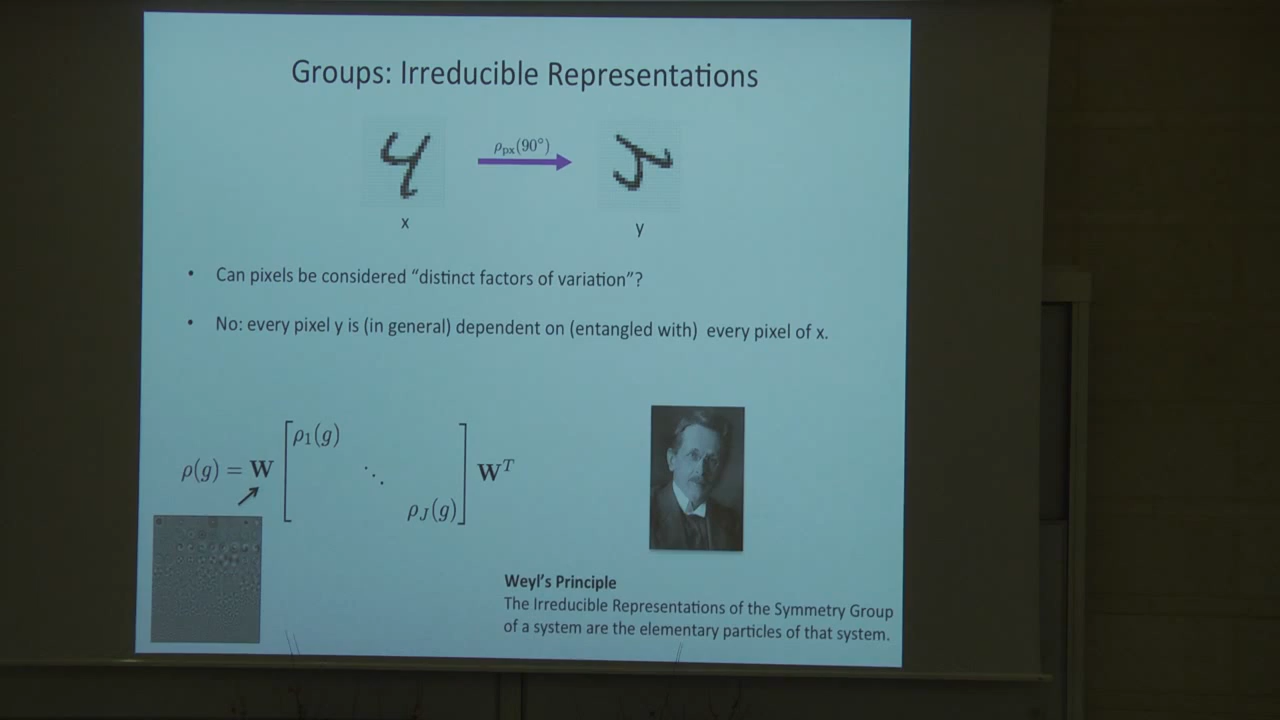 Groups: Irreducible Representations
ρpx(90°)
x
y
• Can pixels be considered “distinct factors of variation”?
• No: every pixel y is (in general) dependent on (entangled with) every pixel of x.
ρ1(g)
ρ(g) = W ⋱ W^T
ρJ(g)
Weyl's Principle
The Irreducible Representations of the Symmetry Group
of a system are the elementary particles of that system.